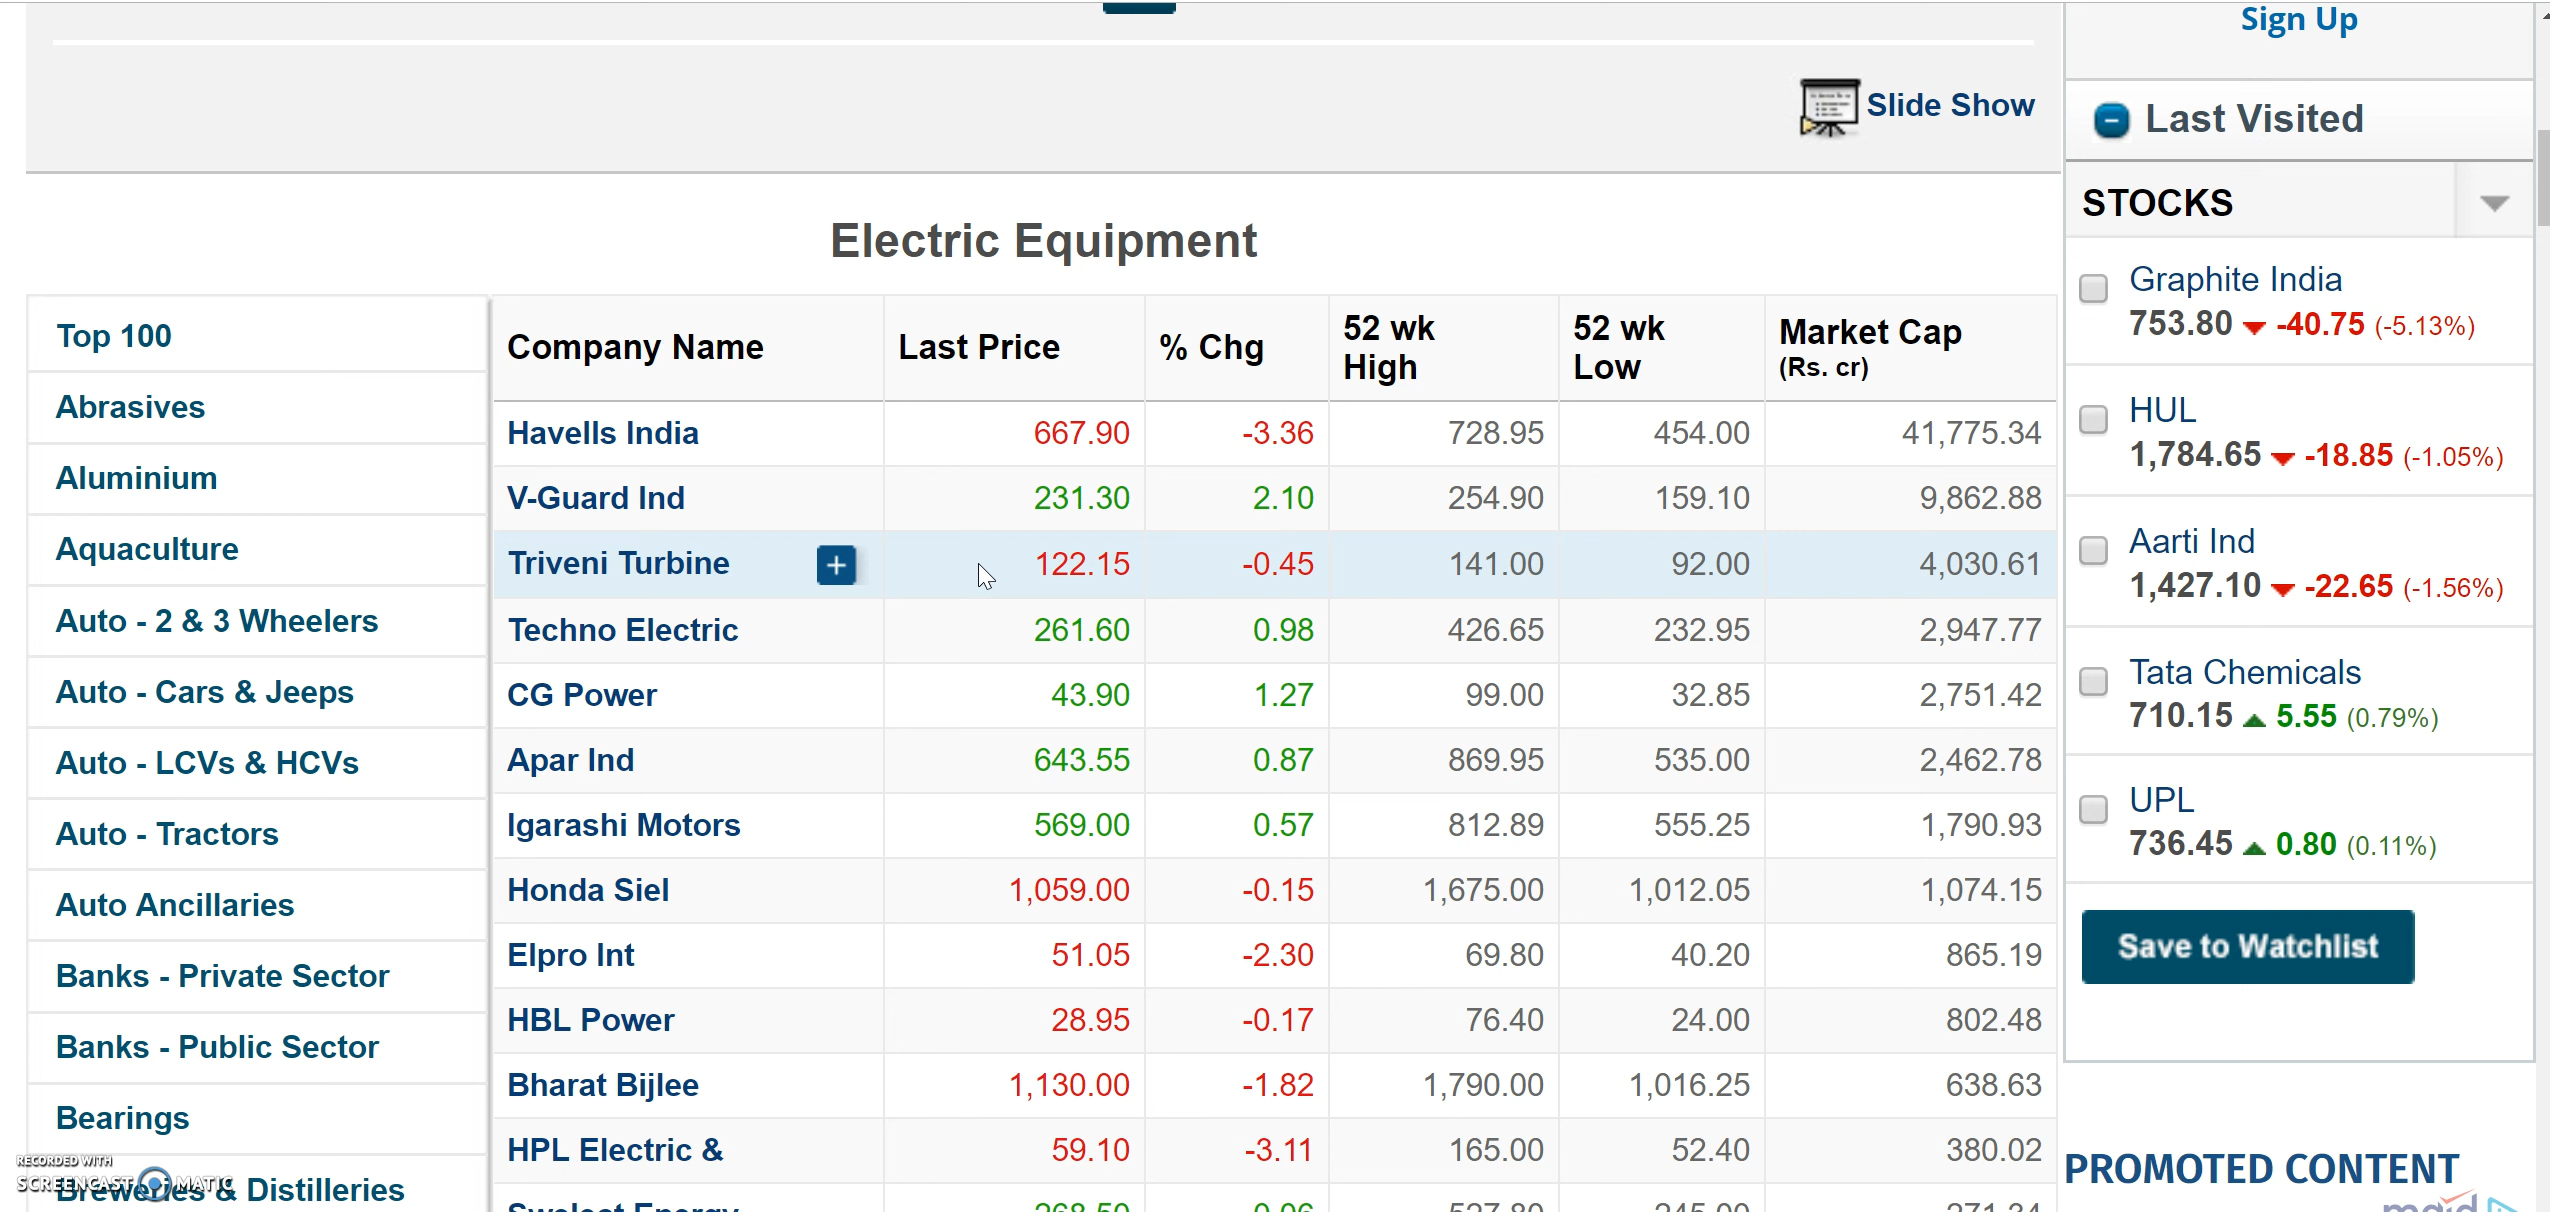 Sign Up
Slide Show
Last Visited
STOCKS
Graphite India
753.80 -40.75 (-5.13%)
HUL
1,784.65 -18.85 (-1.05%)
Aarti Ind
1,427.10 -22.65 (-1.56%)
Tata Chemicals
710.15 5.55 (0.79%)
UPL
736.45 0.80 (0.11%)
Save to Watchlist
PROMOTED CONTENT
mgid
Electric Equipment
Top 100
Abrasives
Aluminium
Aquaculture
Auto - 2 & 3 Wheelers
Auto - Cars & Jeeps
Auto - LCVs & HCVs
Auto - Tractors
Auto Ancillaries
Banks - Private Sector
Banks - Public Sector
Bearings
Breweries & Distilleries
Company Name Last Price % Chg 52 wk High 52 wk Low Market Cap (Rs. cr)
Havells India 667.90 -3.36 728.95 454.00 41,775.34
V-Guard Ind 231.30 2.10 254.90 159.10 9,862.88
Triveni Turbine + 122.15 -0.45 141.00 92.00 4,030.61
Techno Electric 261.60 0.98 426.65 232.95 2,947.77
CG Power 43.90 1.27 99.00 32.85 2,751.42
Apar Ind 643.55 0.87 869.95 535.00 2,462.78
Igarashi Motors 569.00 0.57 812.89 555.25 1,790.93
Honda Siel 1,059.00 -0.15 1,675.00 1,012.05 1,074.15
Elpro Int 51.05 -2.30 69.80 40.20 865.19
HBL Power 28.95 -0.17 76.40 24.00 802.48
Bharat Bijlee 1,130.00 -1.82 1,790.00 1,016.25 638.63
HPL Electric & 59.10 -3.11 165.00 52.40 380.02
RECORDED WITH
SCREENCAST MATIC